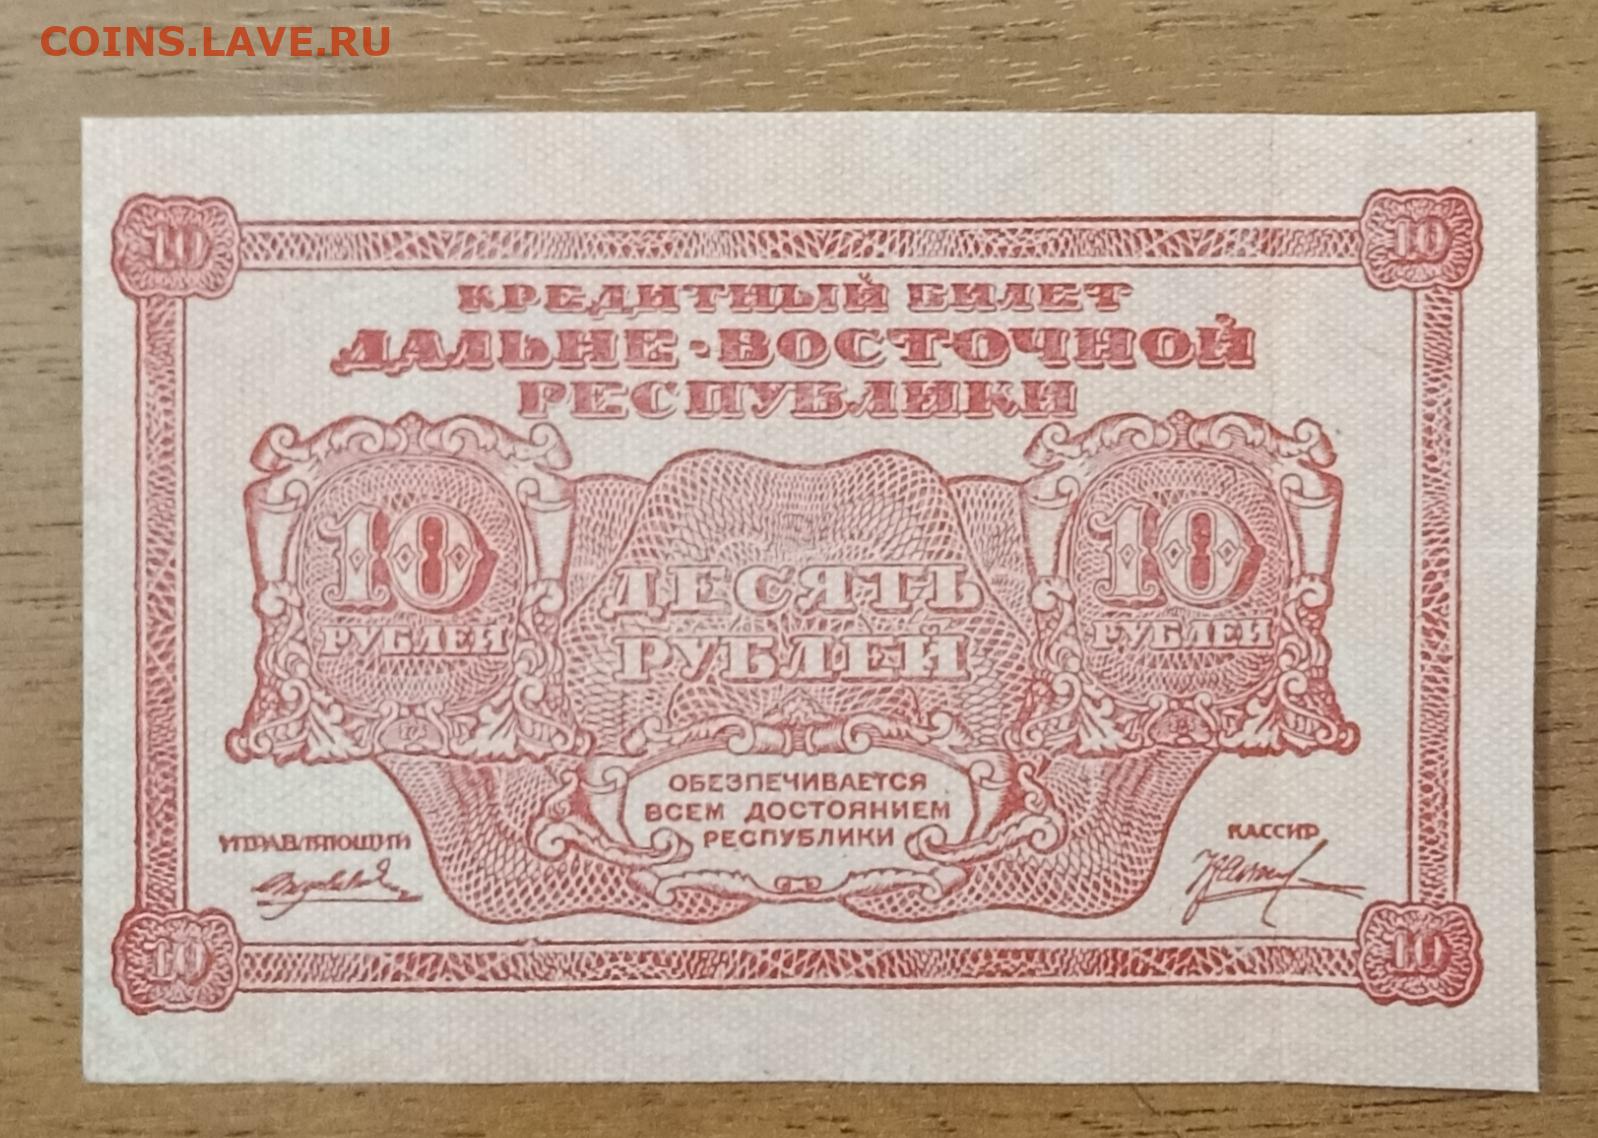 COINS.LAVE.RU
10 10
КРЕДИТНЫЙ БИЛЕТ
ДАЛЬНЕ-ВОСТОЧНОЙ
РЕСПУБЛИКИ
10 ДЕСЯТЬ 10
РУБЛЕЙ РУБЛЕЙ РУБЛЕЙ
ОБЕЗПЕЧИВАЕТСЯ
ВСЕМ ДОСТОЯНИЕМ
РЕСПУБЛИКИ
УПРАВЛЯЮЩИЙ КАССИР
10 10